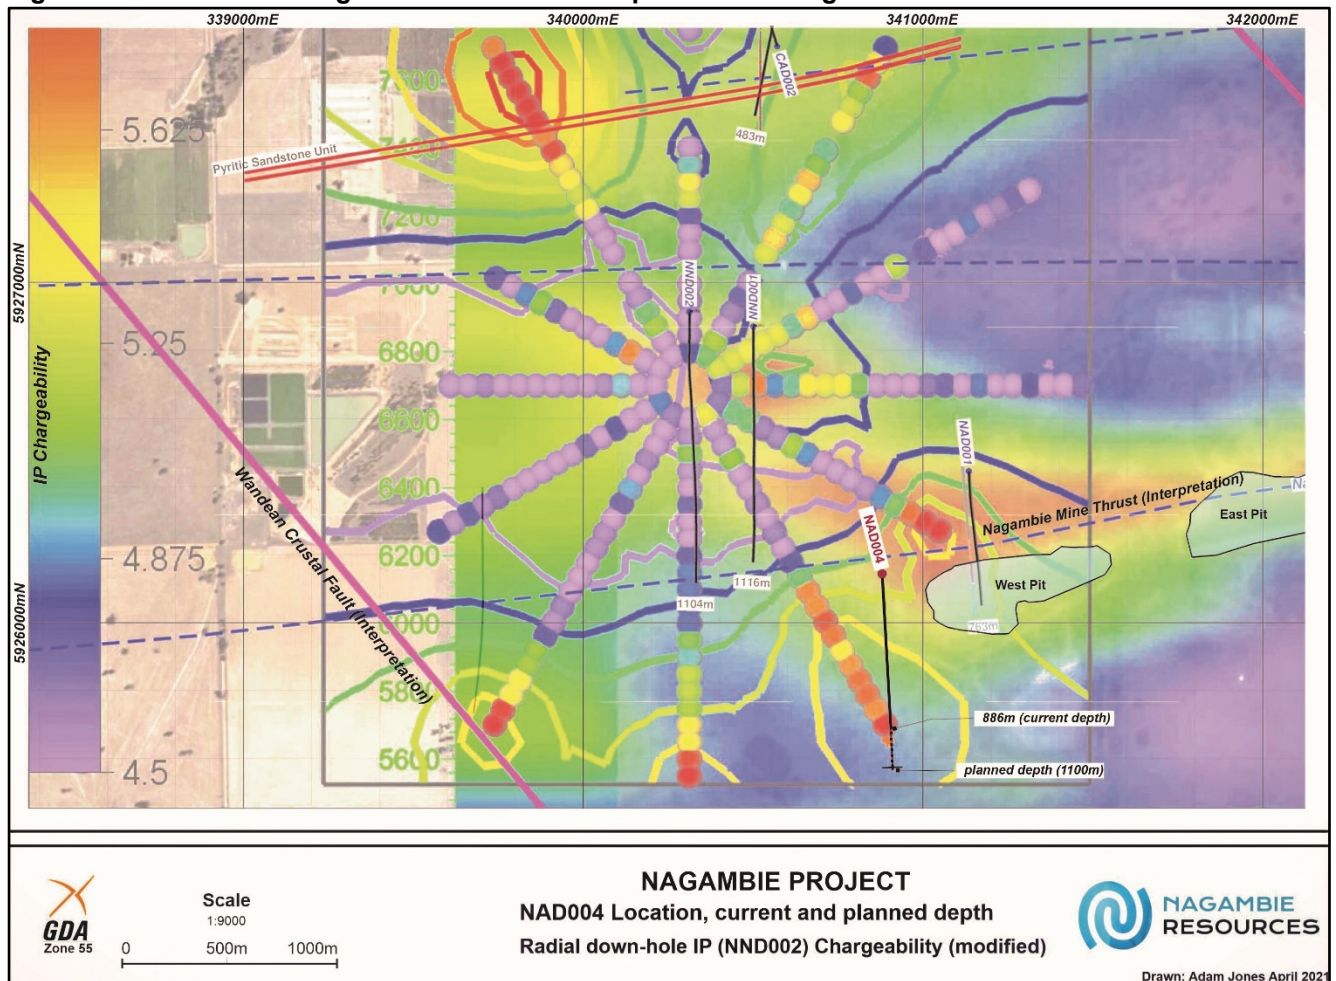 339000mE
340000mE
341000mE
342000mE
5927000mN
5926000mN
IP Chargeability
5.625
5.25
4.875
4.5
7200
6800
6600
6400
6200
5800
5600
Pyritic Sandstone Unit
CAD002
483m
NND002
NND001
NAD001
NAD004
Nagambie Mine Thrust (Interpretation)
East Pit
West Pit
Wandean Crustal Fault (Interpretation)
1116m
1104m
763m
886m (current depth)
planned depth (1100m)
GDA
Zone 55
Scale
1:9000
0 500m 1000m
NAGAMBIE PROJECT
NAD004 Location, current and planned depth
Radial down-hole IP (NND002) Chargeability (modified)
NAGAMBIE
RESOURCES
Drawn: Adam Jones April 2021